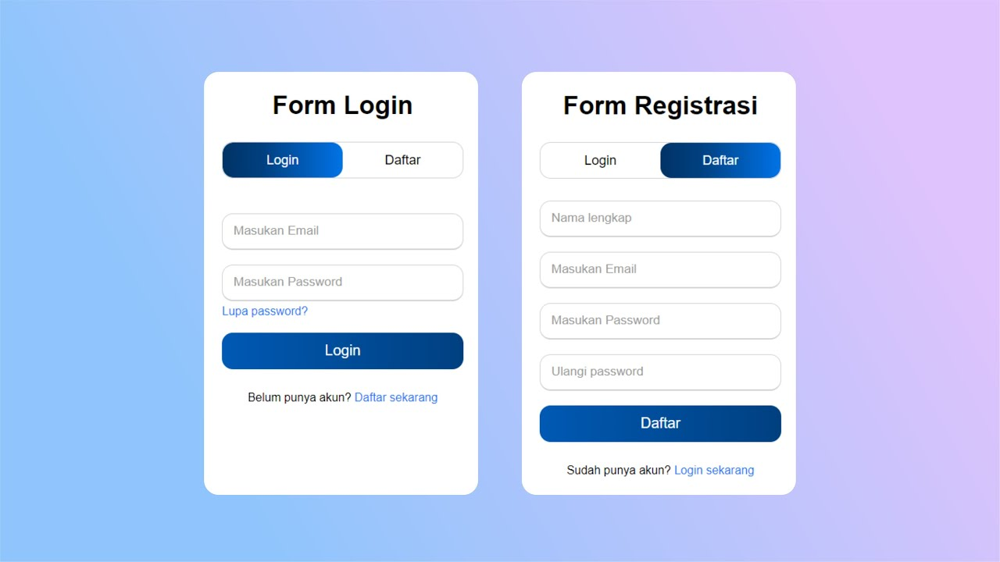 Form Login
Login
Daftar
Masukan Email
Masukan Password
Lupa password?
Login
Belum punya akun? Daftar sekarang
Form Registrasi
Login
Daftar
Nama lengkap
Masukan Email
Masukan Password
Ulangi password
Daftar
Sudah punya akun? Login sekarang